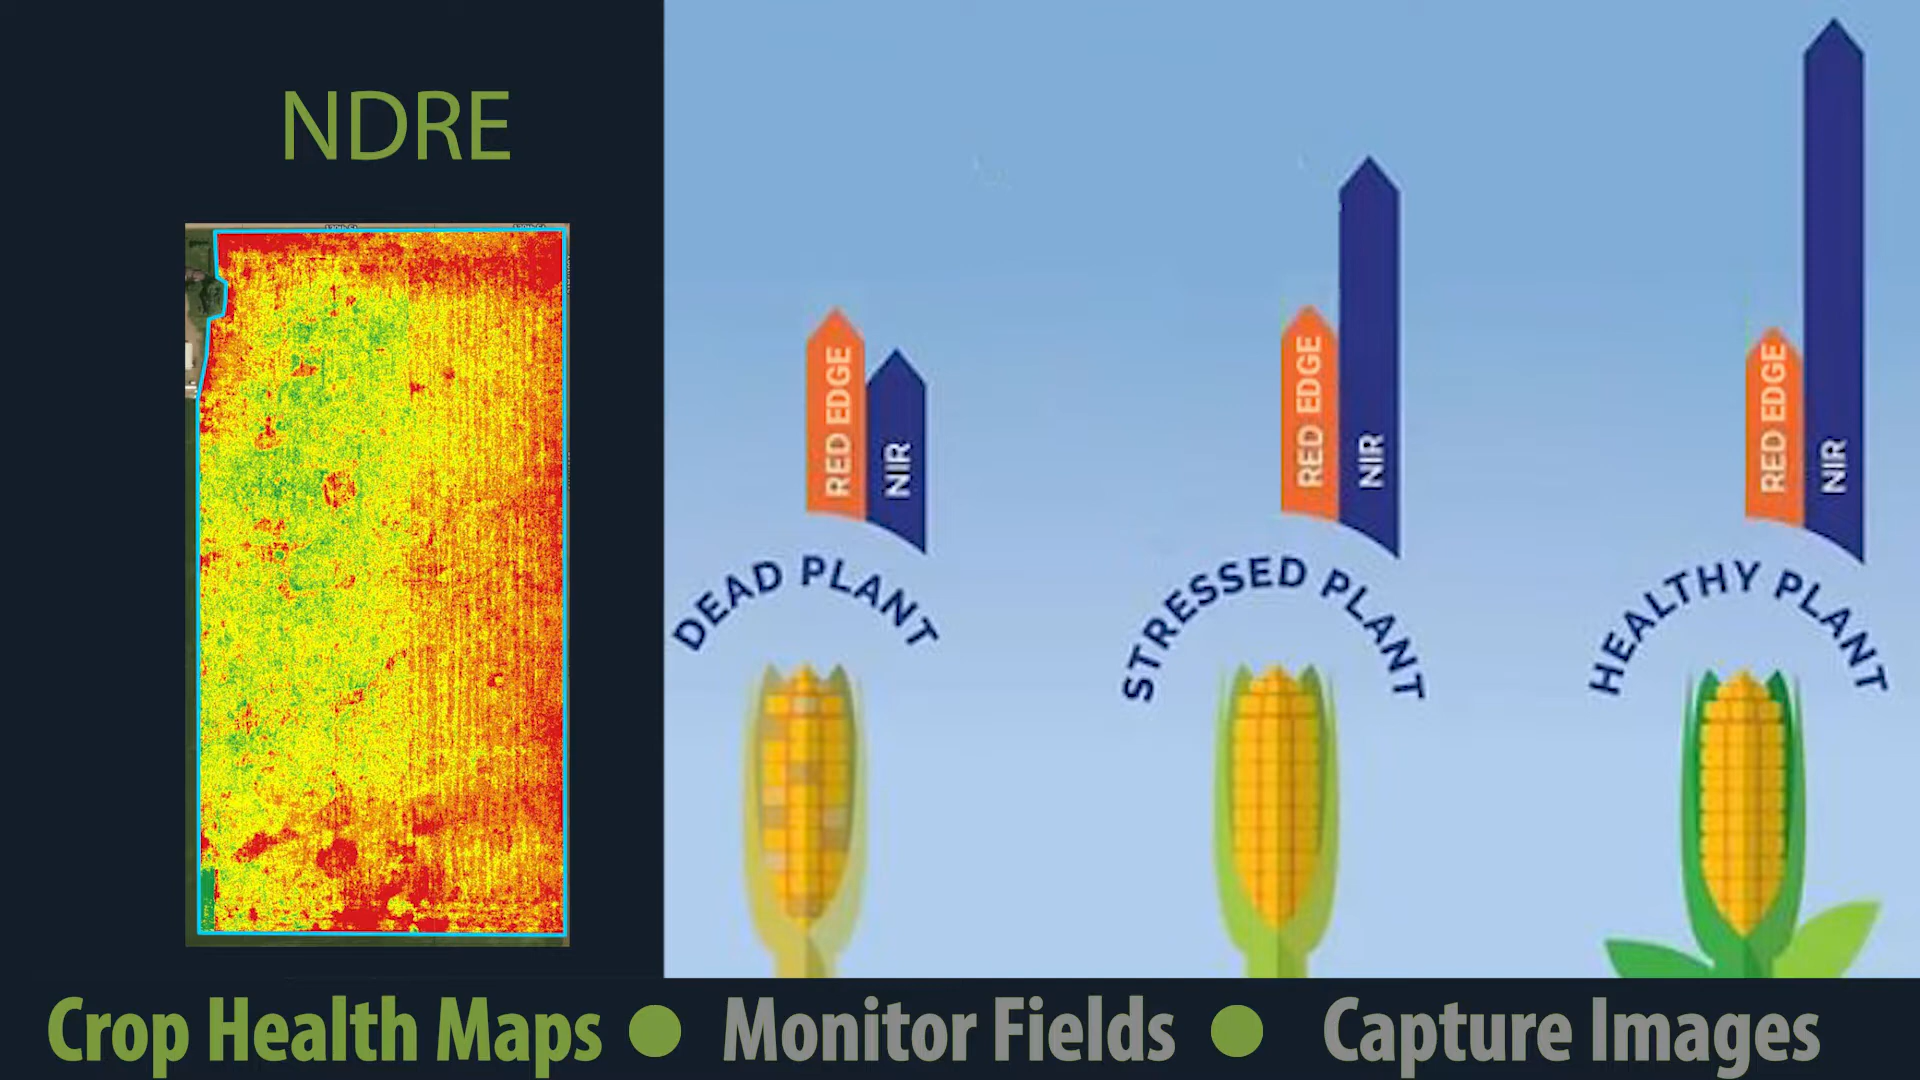 NDRE
RED EDGE
NIR
DEAD PLANT
RED EDGE
NIR
STRESSED PLANT
RED EDGE
NIR
HEALTHY PLANT
Crop Health Maps ● Monitor Fields ● Capture Images